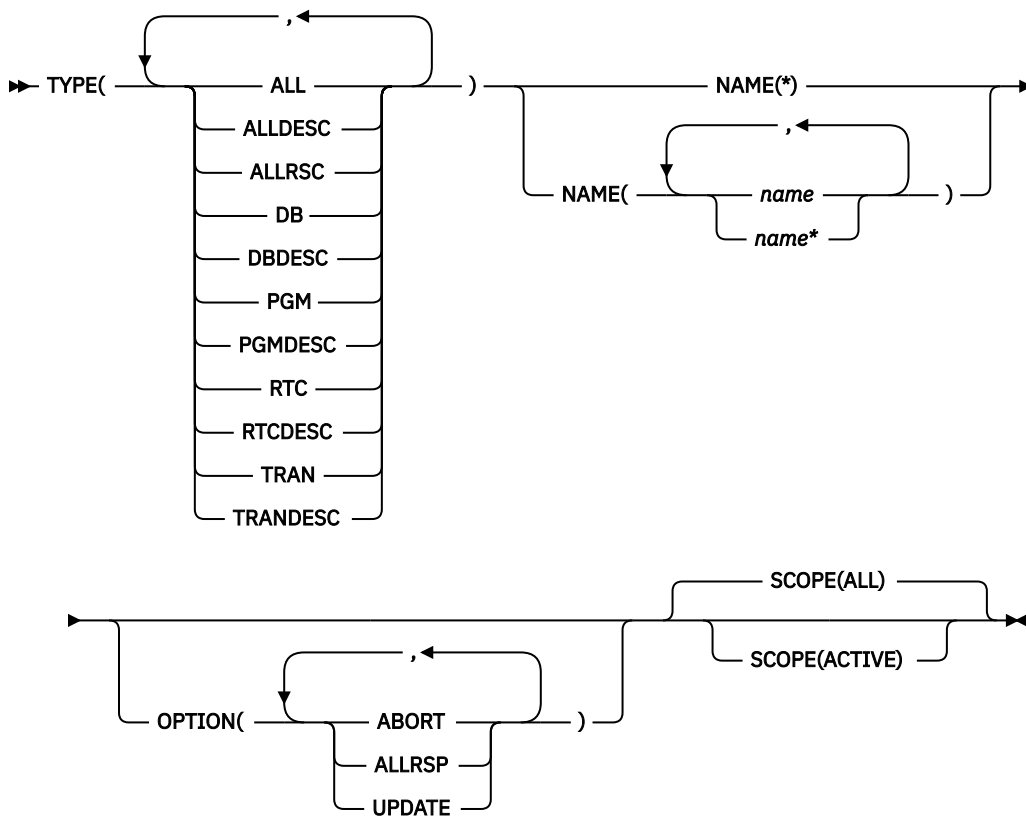 ,
TYPE( ALL ) NAME(*)
ALLDESC
ALLRSC
DB
DBDESC
PGM
PGMDESC
RTC
RTCDESC
TRAN
TRANDESC
,
NAME( name )
name*
SCOPE(ALL)
SCOPE(ACTIVE)
,
OPTION( ABORT )
ALLRSP
UPDATE